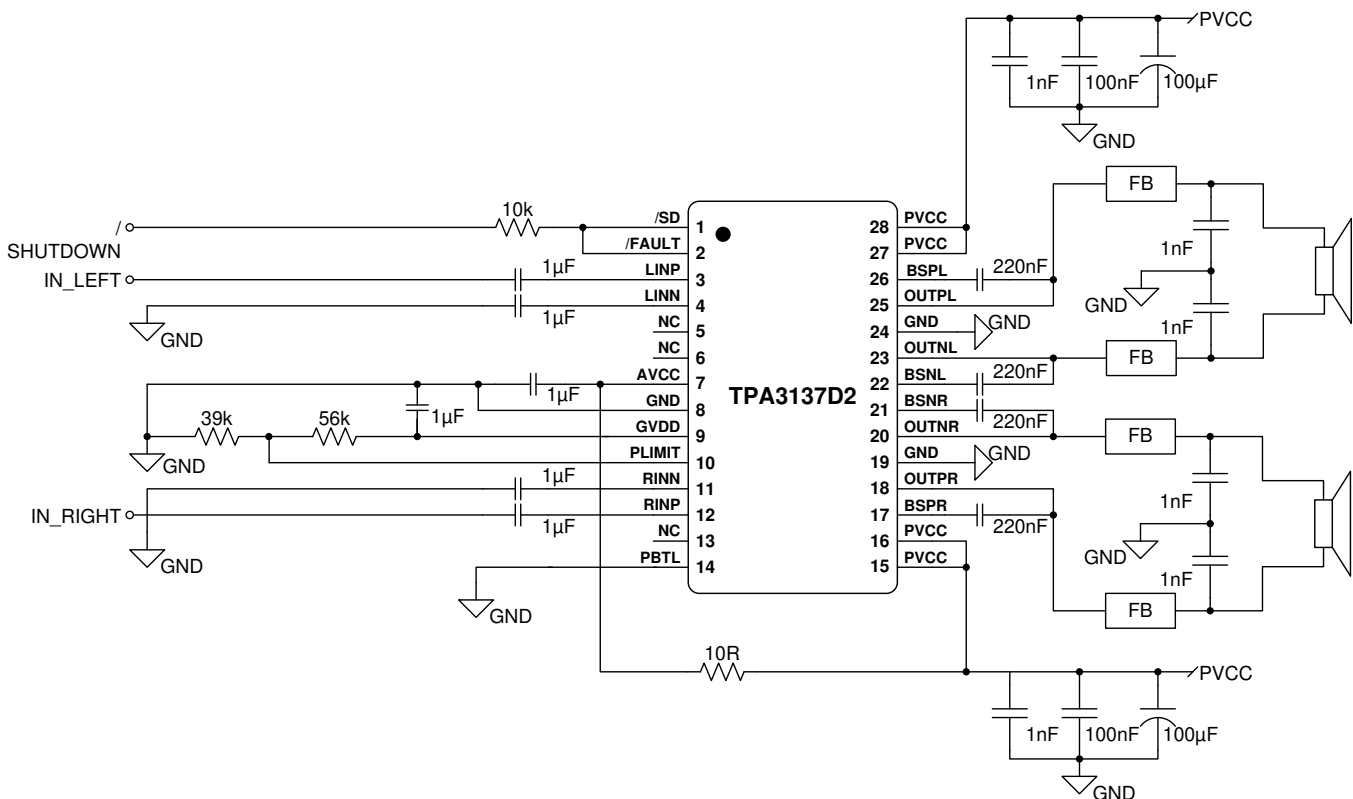 PVCC
1nF
100nF
100µF
GND
FB
1nF
GND
1nF
FB
/
SHUTDOWN
10k
IN_LEFT
1µF
1µF
GND
1µF
1µF
39k
56k
GND
1µF
IN_RIGHT
1µF
GND
GND
/SD
/FAULT
LINP
LINN
NC
NC
AVCC
GND
GVDD
PLIMIT
RINN
RINP
NC
PBTL
1
2
3
4
5
6
7
8
9
10
11
12
13
14
TPA3137D2
28
27
26
25
24
23
22
21
20
19
18
17
16
15
PVCC
PVCC
BSPL
OUTPL
GND
OUTNL
BSNL
BSNR
OUTNR
GND
OUTPR
BSPR
PVCC
PVCC
220nF
GND
220nF
220nF
GND
220nF
FB
1nF
GND
1nF
FB
10R
PVCC
1nF
100nF
100µF
GND